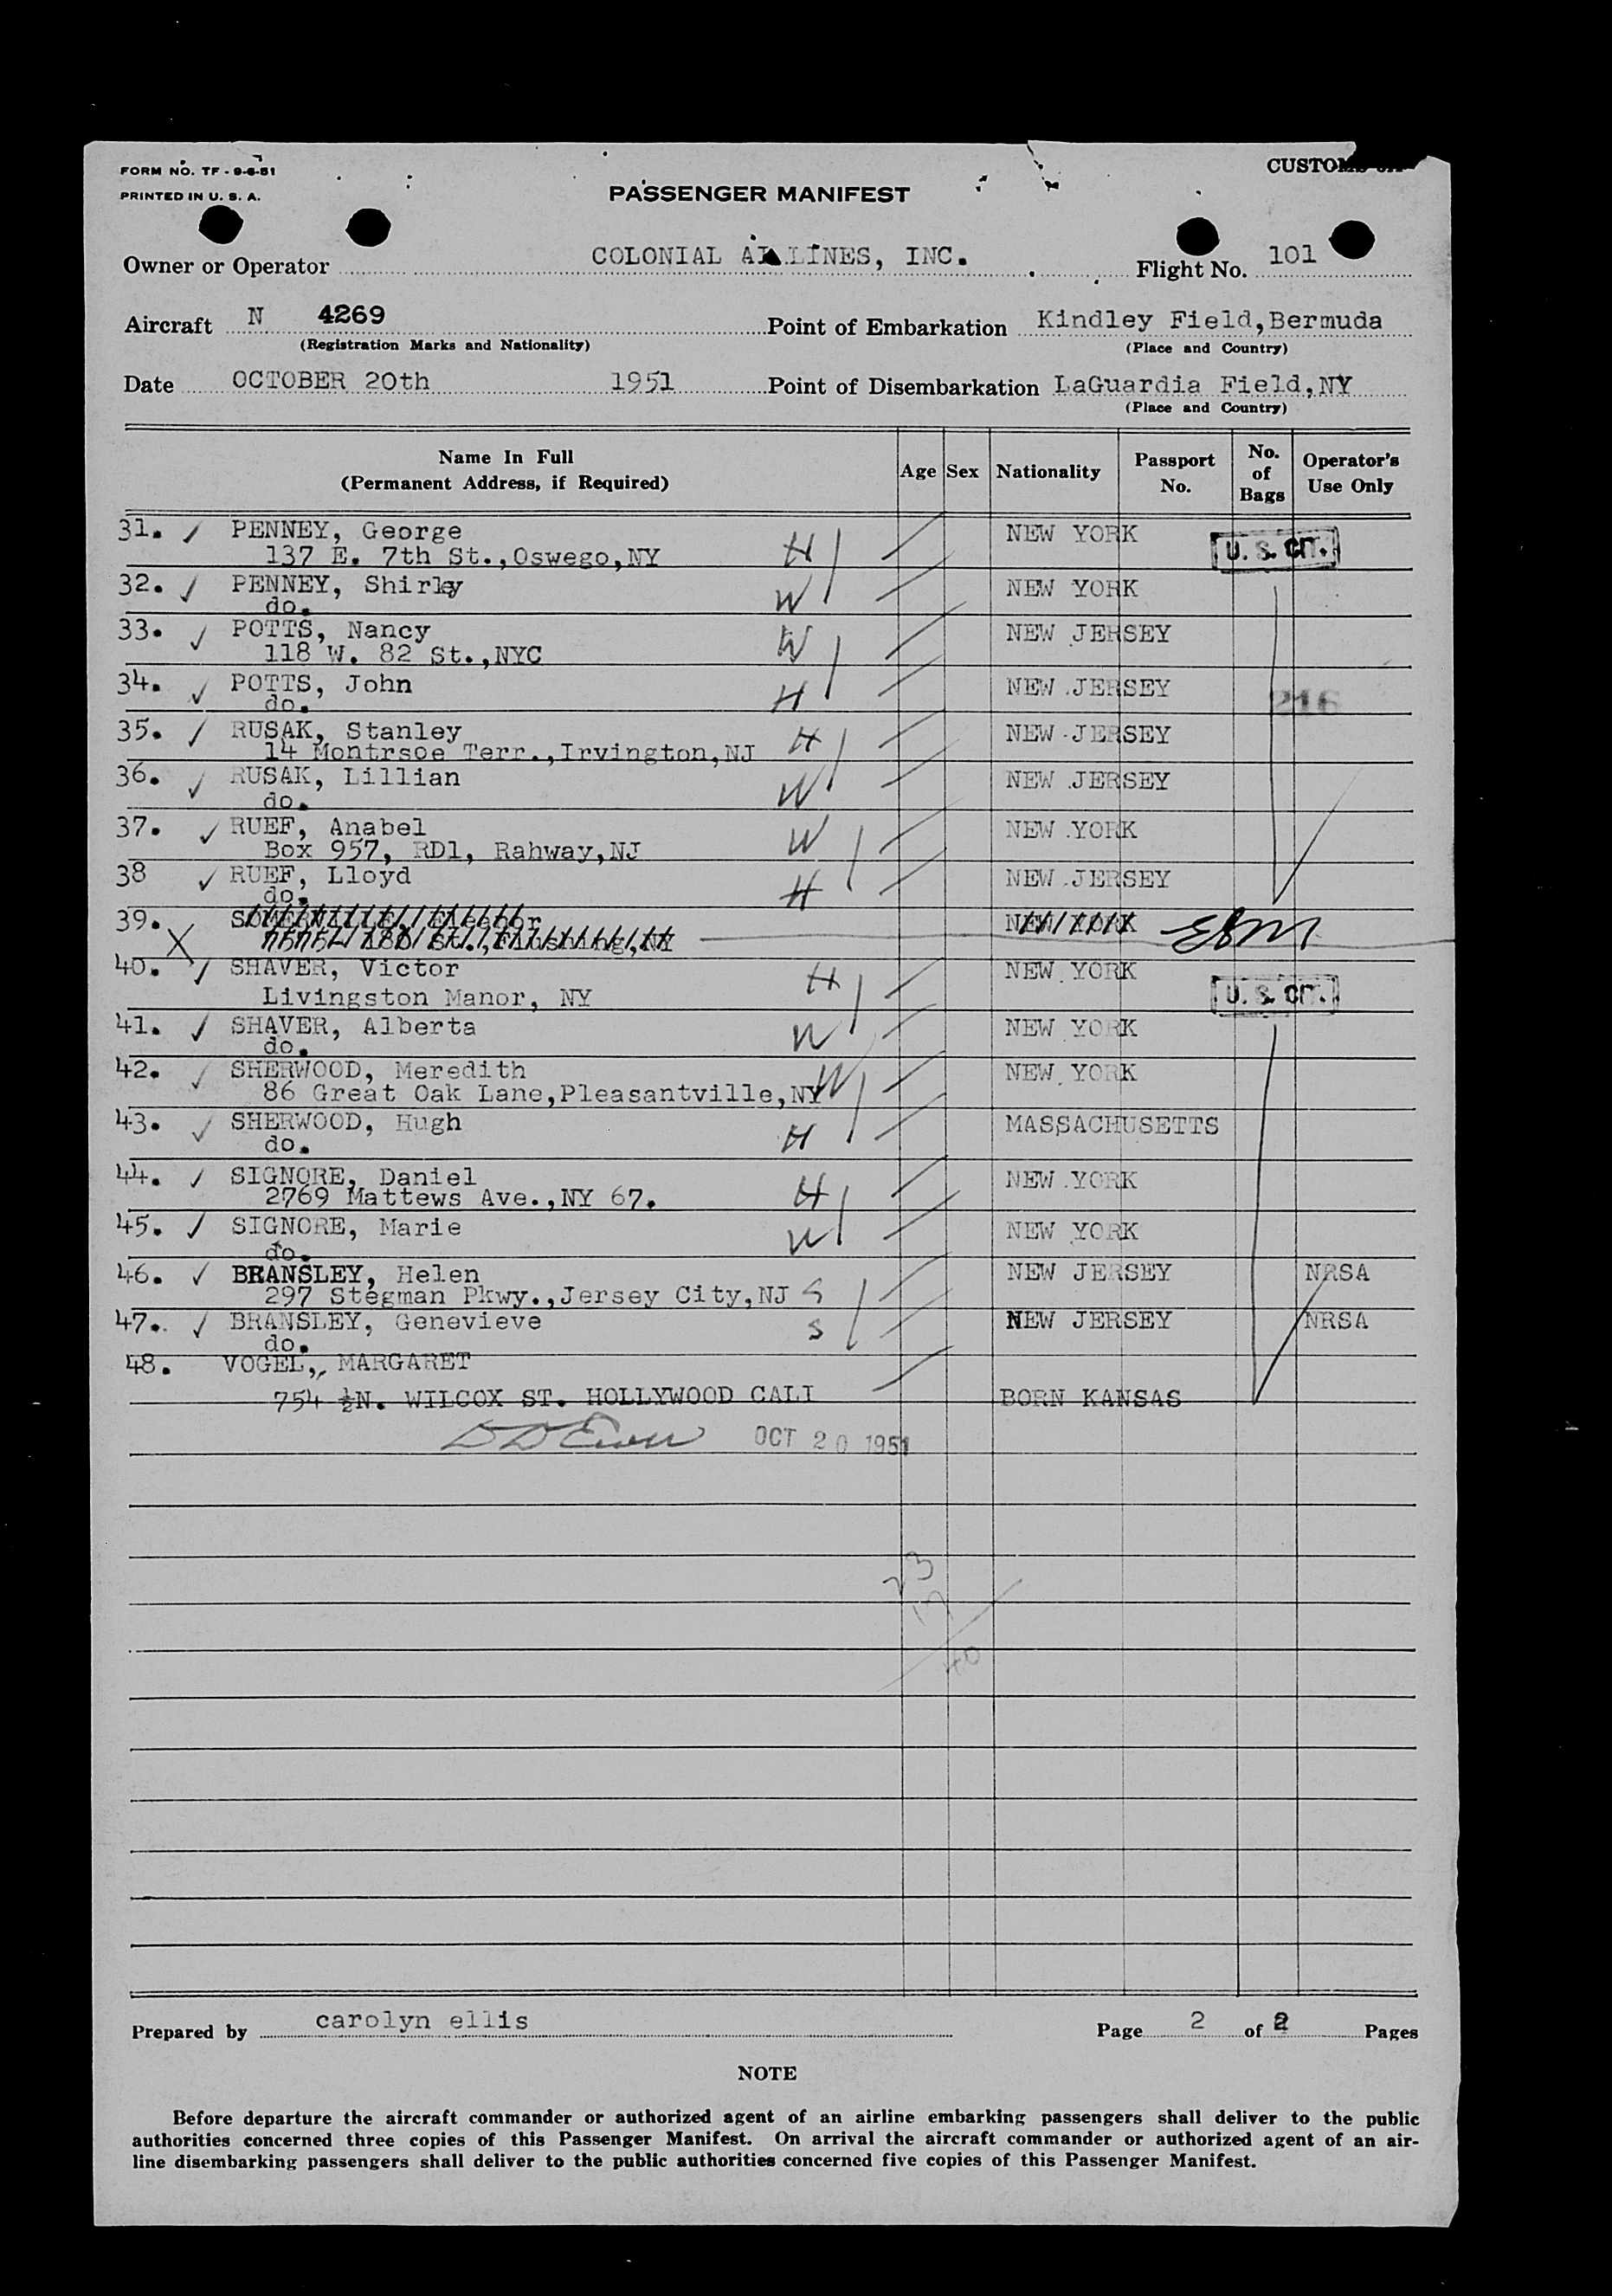 FORM NO. TF - 9-6-51
PRINTED IN U. S. A.
CUSTOMS
PASSENGER MANIFEST
Owner or Operator COLONIAL AI LINES, INC. Flight No. 101
Aircraft N 4269 Point of Embarkation Kindley Field,Bermuda
(Registration Marks and Nationality) (Place and Country)
Date OCTOBER 20th 1951 Point of Disembarkation LaGuardia Field,NY
(Place and Country)
Name In Full (Permanent Address, if Required) Age Sex Nationality Passport No. No. of Bags Operator's Use Only
31. PENNEY, George NEW YORK
137 E. 7th St.,Oswego,NY H U. S. CIT.
32. PENNEY, Shirly NEW YORK
do. W
33. POTTS, Nancy W NEW JERSEY
118 W. 82 St.,NYC
34. POTTS, John H NEW JERSEY
do. 216
35. RUSAK, Stanley NEW JERSEY
14 Montrsoe Terr.,Irvington,NJ H
36. RUSAK, Lillian NEW JERSEY
do. W
37. RUEF, Anabel W NEW YORK
Box 957, RD1, Rahway,NJ
38 RUEF, Lloyd NEW JERSEY
do. H
39. X NEW YORK
40. SHAVER, Victor H NEW YORK
Livingston Manor, NY U. S. CIT.
41. SHAVER, Alberta W NEW YORK
do.
42. SHERWOOD, Meredith W NEW YORK
86 Great Oak Lane,Pleasantville,NY
43. SHERWOOD, Hugh MASSACHUSETTS
do. H
44. SIGNORE, Daniel NEW YORK
2769 Mattews Ave.,NY 67. H
45. SIGNORE, Marie W NEW YORK
do.
46. BRANSLEY, Helen NEW JERSEY NRSA
297 Stegman Pkwy.,Jersey City,NJ S
47. BRANSLEY, Genevieve S NEW JERSEY NRSA
do.
48. VOGEL, MARGARET
754 ½N. WILCOX ST. HOLLYWOOD CALI BORN KANSAS
OCT 20 1951
23
17
40
Prepared by carolyn ellis Page 2 of 2 Pages
NOTE
Before departure the aircraft commander or authorized agent of an airline embarking passengers shall deliver to the public
authorities concerned three copies of this Passenger Manifest. On arrival the aircraft commander or authorized agent of an air-
line disembarking passengers shall deliver to the public authorities concerned five copies of this Passenger Manifest.